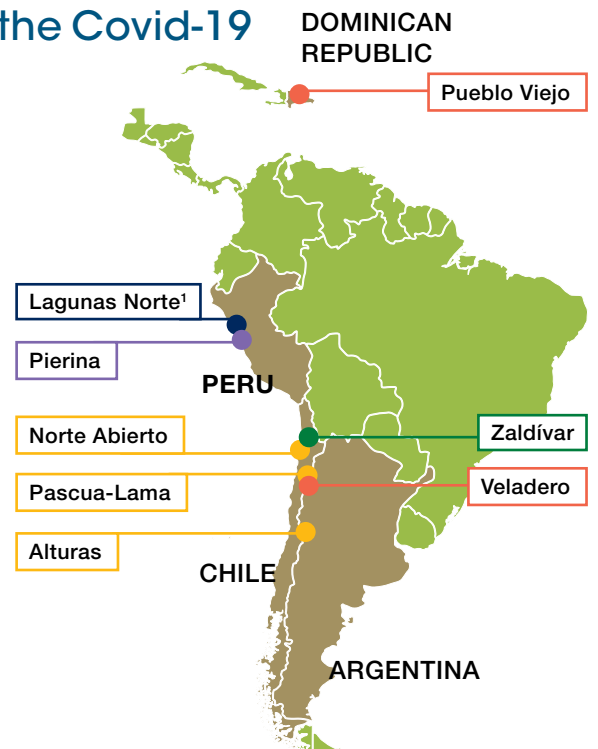 the Covid-19
DOMINICAN
REPUBLIC
Pueblo Viejo
Lagunas Norte¹
Pierina
PERU
Norte Abierto
Zaldívar
Pascua-Lama
Veladero
Alturas
CHILE
ARGENTINA